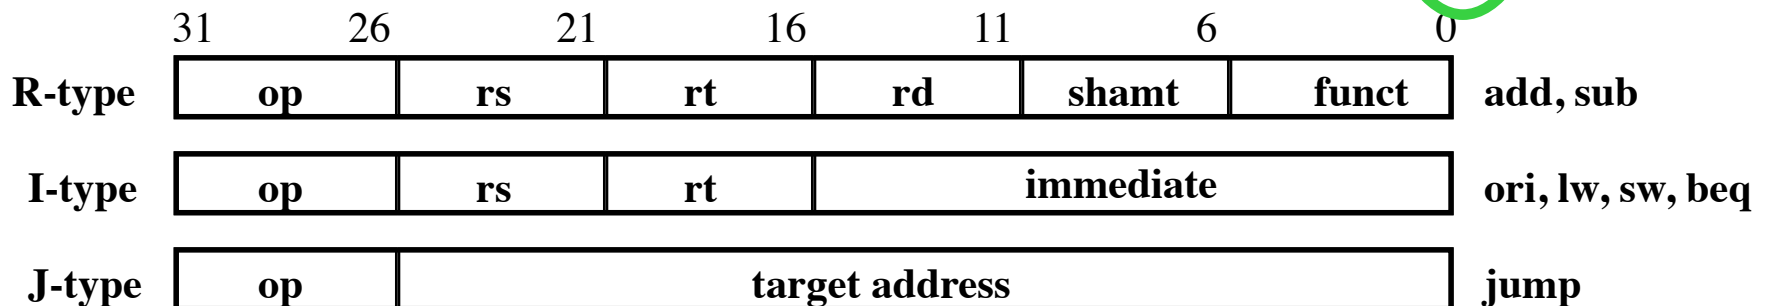 31 26 21 16 11 6 0
R-type op rs rt rd shamt funct add, sub
I-type op rs rt immediate ori, lw, sw, beq
J-type op target address jump